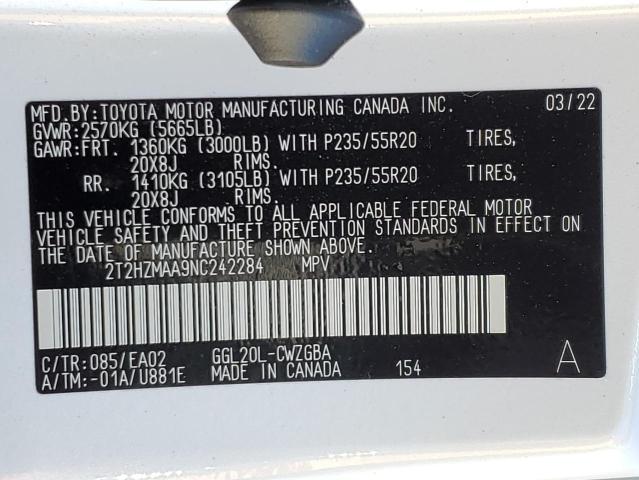 MFD.BY:TOYOTA MOTOR MANUFACTURING CANADA INC. 03/22
GVWR:2570KG (5665LB)
GAWR:FRT. 1360KG (3000LB) WITH P235/55R20 TIRES,
20X8J RIMS.
RR. 1410KG (3105LB) WITH P235/55R20 TIRES,
20X8J RIMS.
THIS VEHICLE CONFORMS TO ALL APPLICABLE FEDERAL MOTOR
VEHICLE SAFETY AND THEFT PREVENTION STANDARDS IN EFFECT ON
THE DATE OF MANUFACTURE SHOWN ABOVE.
2T2HZMAA9NC242284 MPV
C/TR:085/EA02 GGL20L-CWZGBA A
A/TM:-01A/U881E MADE IN CANADA 154